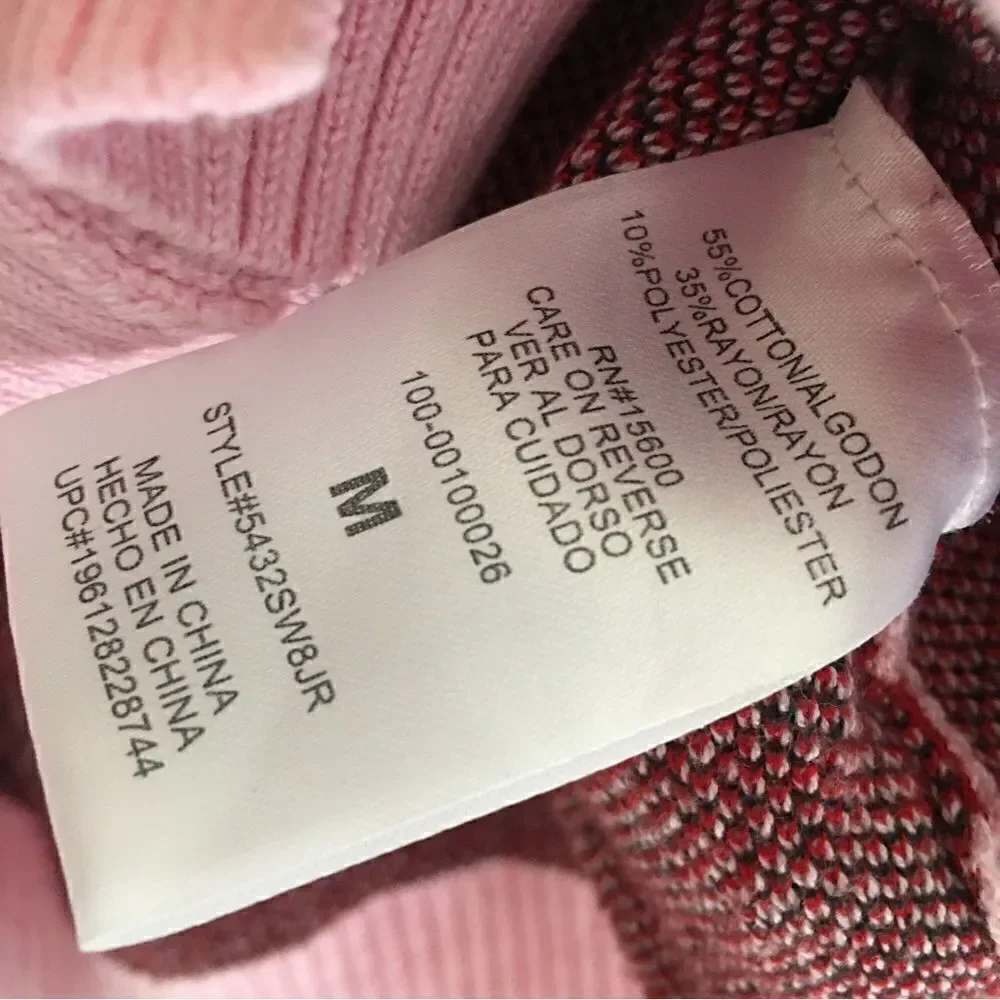 55%COTTON/ALGODON
35%RAYON/RAYON
10%POLYESTER/POLIESTER
RN#15600
CARE ON REVERSE
VER AL DORSO
PARA CUIDADO
100-00100026
M
STYLE#5432SW8JR
MADE IN CHINA
HECHO EN CHINA
UPC#196128228744